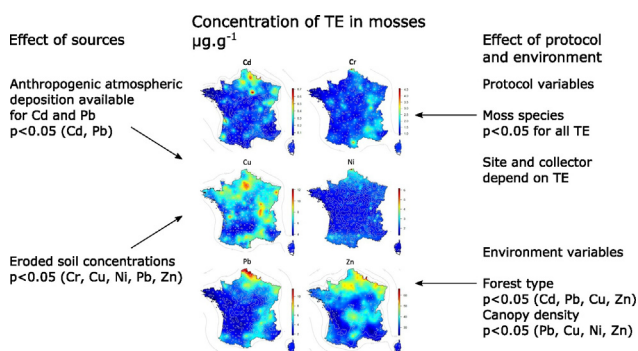 Concentration of TE in mosses
µg.g-1
Effect of sources
Anthropogenic atmospheric
deposition available
for Cd and Pb
p<0.05 (Cd, Pb)
Eroded soil concentrations
p<0.05 (Cr, Cu, Ni, Pb, Zn)
Cd
Cr
Cu
Ni
Pb
Zn
Effect of protocol
and environment
Protocol variables
Moss species
p<0.05 for all TE
Site and collector
depend on TE
Environment variables
Forest type
p<0.05 (Cd, Pb, Cu, Zn)
Canopy density
p<0.05 (Pb, Cu, Ni, Zn)